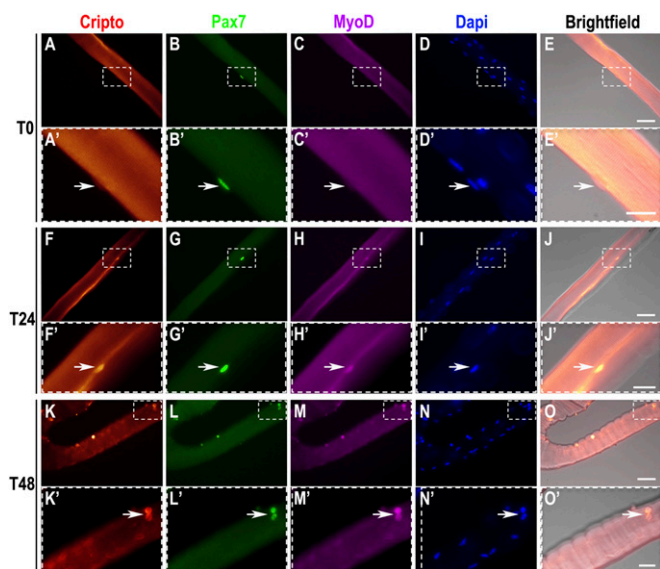 Cripto Pax7 MyoD Dapi Brightfield
A B C D E
T0
A' B' C' D' E'
F G H I J
T24
F' G' H' I' J'
K L M N O
T48
K' L' M' N' O'